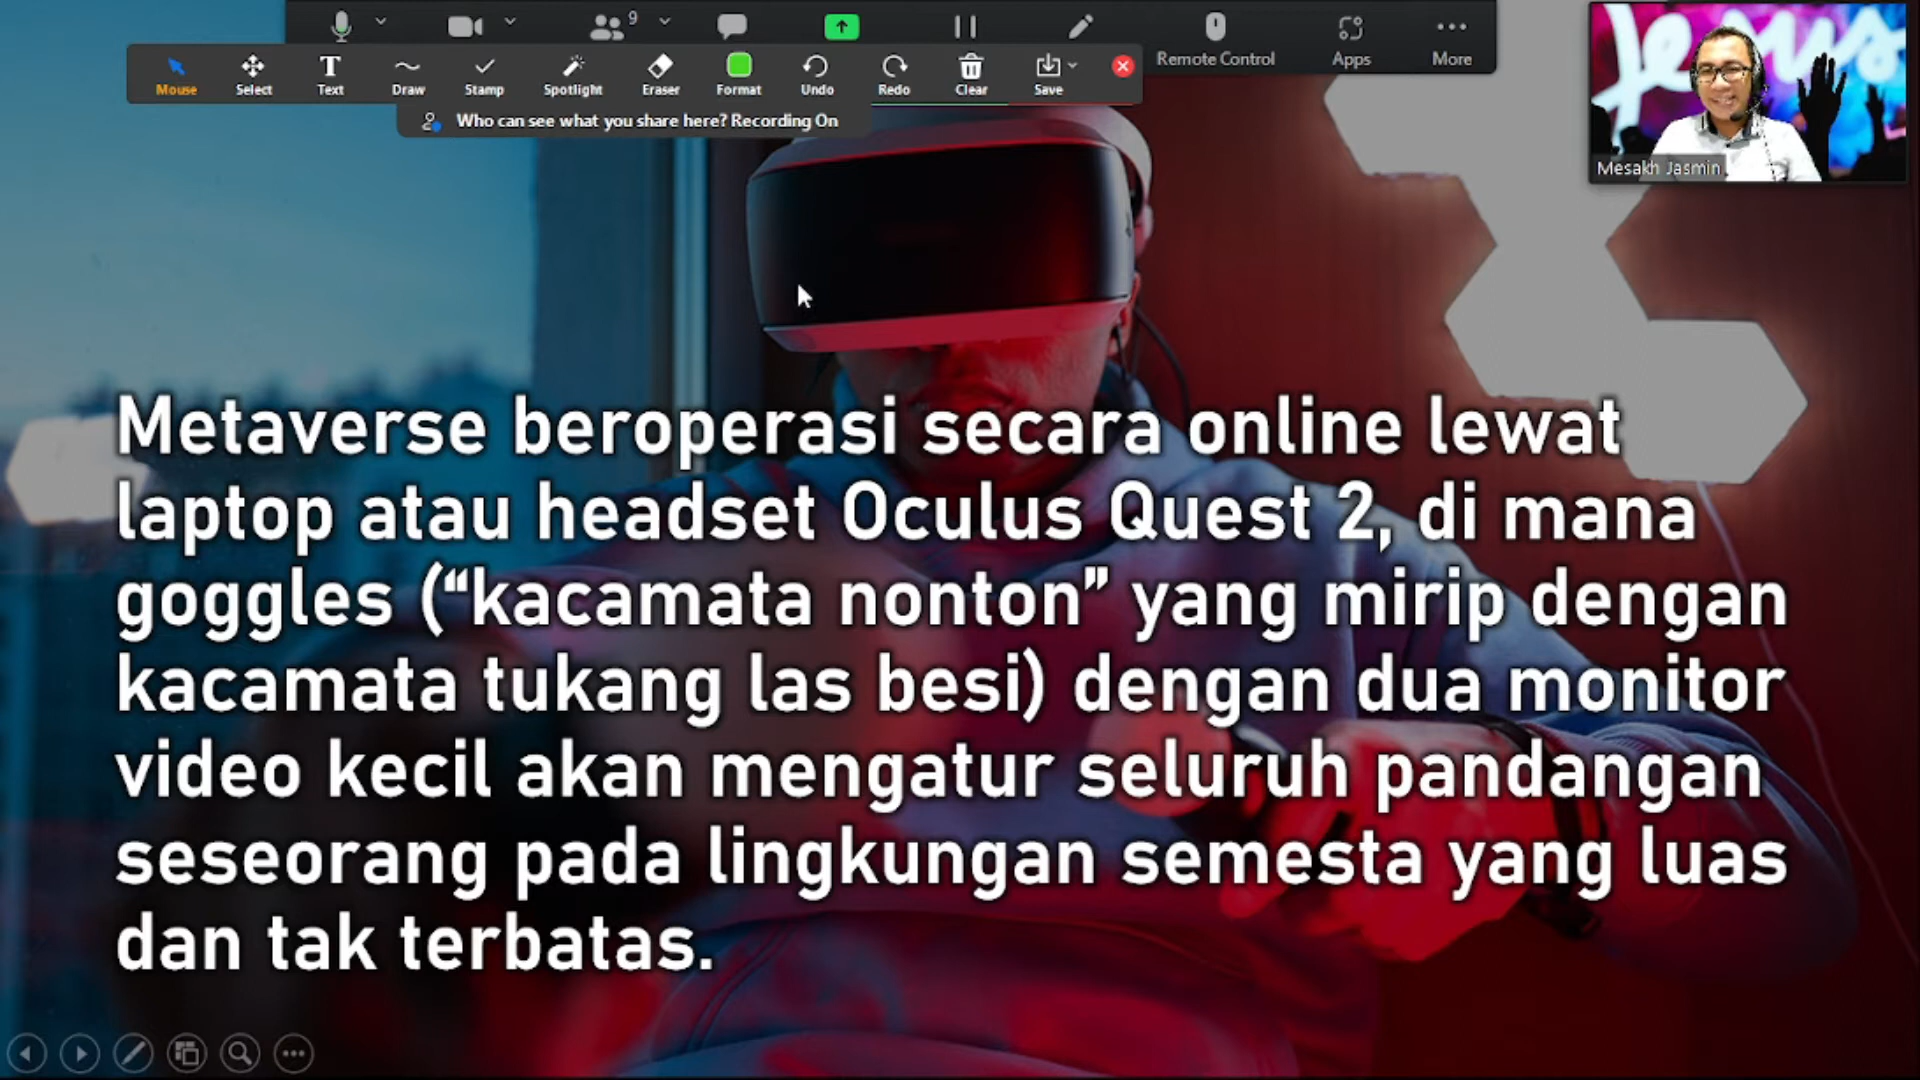 9
Remote Control
Apps
More
Mouse
Select
Text
Draw
Stamp
Spotlight
Eraser
Format
Undo
Redo
Clear
Save
Who can see what you share here? Recording On
Jesus
Mesakh Jasmin
Metaverse beroperasi secara online lewat
laptop atau headset Oculus Quest 2, di mana
goggles (“kacamata nonton” yang mirip dengan
kacamata tukang las besi) dengan dua monitor
video kecil akan mengatur seluruh pandangan
seseorang pada lingkungan semesta yang luas
dan tak terbatas.